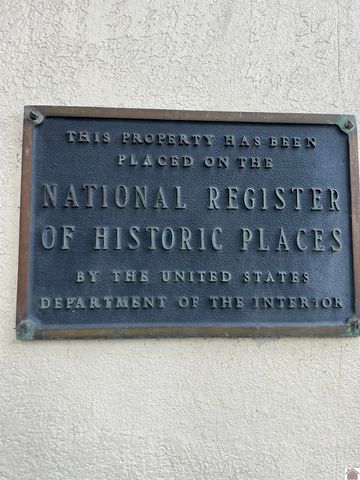 THIS PROPERTY HAS BEEN
PLACED ON THE
NATIONAL REGISTER
OF HISTORIC PLACES
BY THE UNITED STATES
DEPARTMENT OF THE INTERIOR